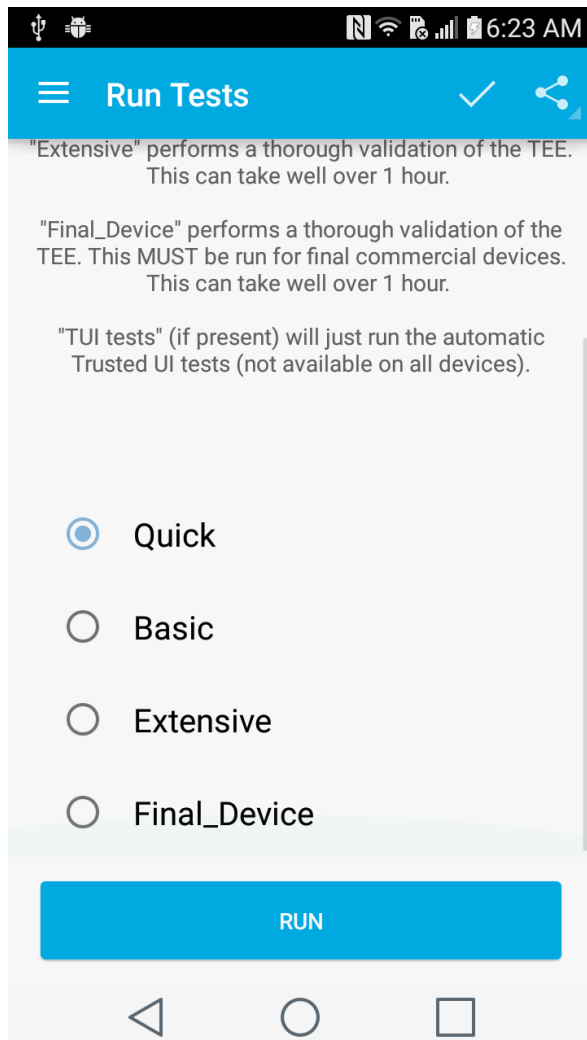 6:23 AM
Run Tests
"Extensive" performs a thorough validation of the TEE.
This can take well over 1 hour.
"Final_Device" performs a thorough validation of the
TEE. This MUST be run for final commercial devices.
This can take well over 1 hour.
"TUI tests" (if present) will just run the automatic
Trusted UI tests (not available on all devices).
Quick
Basic
Extensive
Final_Device
RUN